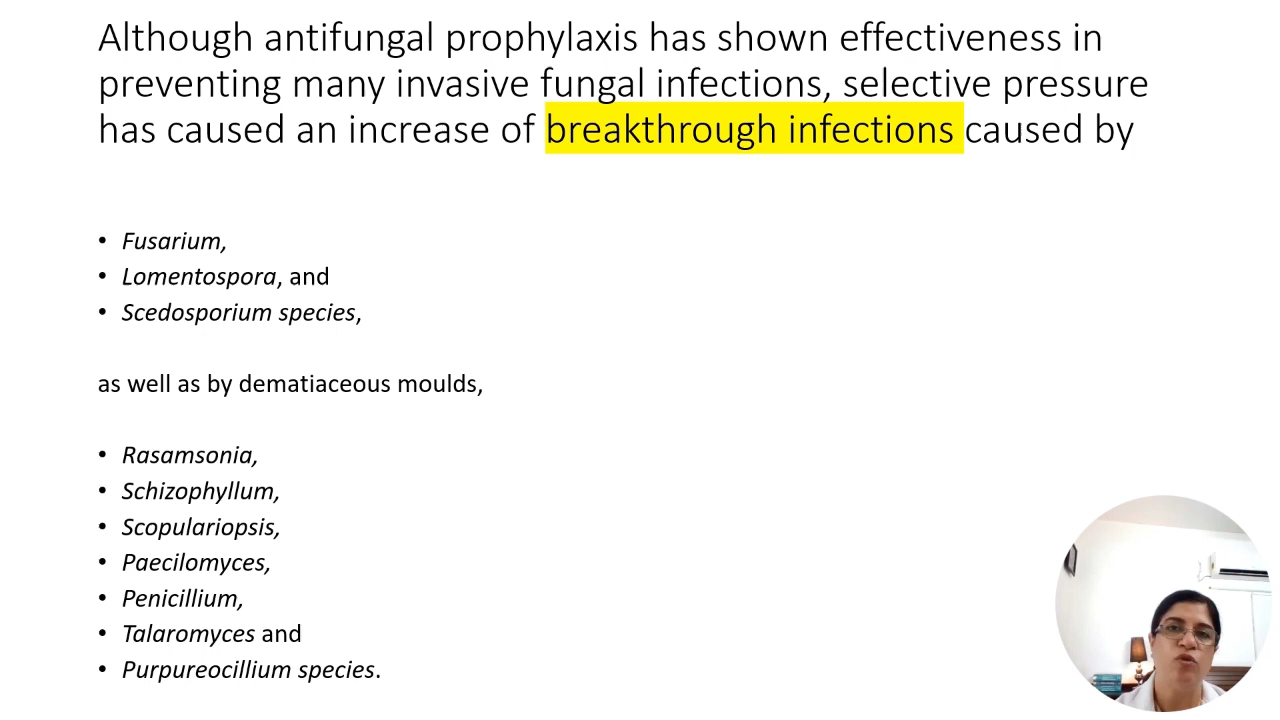 Although antifungal prophylaxis has shown effectiveness in
preventing many invasive fungal infections, selective pressure
has caused an increase of breakthrough infections caused by
• Fusarium,
• Lomentospora, and
• Scedosporium species,
as well as by dematiaceous moulds,
• Rasamsonia,
• Schizophyllum,
• Scopulariopsis,
• Paecilomyces,
• Penicillium,
• Talaromyces and
• Purpureocillium species.